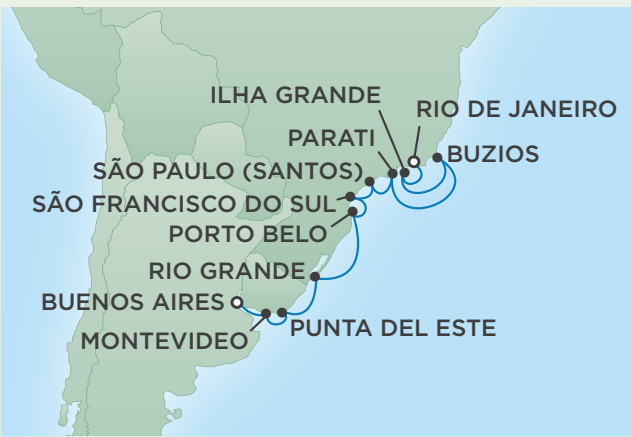 ILHA GRANDE
RIO DE JANEIRO
PARATI
BUZIOS
SÃO PAULO (SANTOS)
SÃO FRANCISCO DO SUL
PORTO BELO
RIO GRANDE
BUENOS AIRES
PUNTA DEL ESTE
MONTEVIDEO